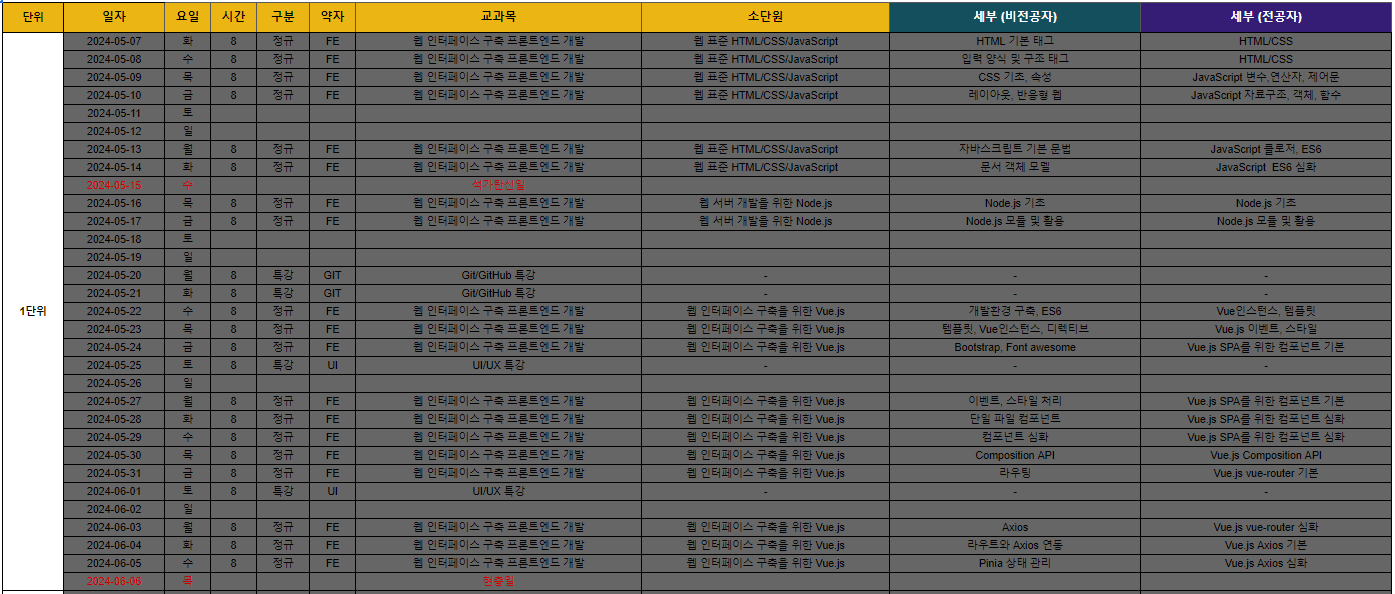 단위 일자 요일 시간 구분 약자 교과목 소단원 세부 (비전공자) 세부 (전공자)
2024-05-07 화 8 정규 FE 웹 인터페이스 구축 프론트엔드 개발 웹 표준 HTML/CSS/JavaScript HTML 기본 태그 HTML/CSS
2024-05-08 수 8 정규 FE 웹 인터페이스 구축 프론트엔드 개발 웹 표준 HTML/CSS/JavaScript 입력 양식 및 구조 태그 HTML/CSS
2024-05-09 목 8 정규 FE 웹 인터페이스 구축 프론트엔드 개발 웹 표준 HTML/CSS/JavaScript CSS 기초, 속성 JavaScript 변수,연산자, 제어문
2024-05-10 금 8 정규 FE 웹 인터페이스 구축 프론트엔드 개발 웹 표준 HTML/CSS/JavaScript 레이아웃, 반응형 웹 JavaScript 자료구조, 객체, 함수
2024-05-11 토
2024-05-12 일
2024-05-13 월 8 정규 FE 웹 인터페이스 구축 프론트엔드 개발 웹 표준 HTML/CSS/JavaScript 자바스크립트 기본 문법 JavaScript 클로저, ES6
2024-05-14 화 8 정규 FE 웹 인터페이스 구축 프론트엔드 개발 웹 표준 HTML/CSS/JavaScript 문서 객체 모델 JavaScript ES6 심화
2024-05-15 수 석가탄신일
2024-05-16 목 8 정규 FE 웹 인터페이스 구축 프론트엔드 개발 웹 서버 개발을 위한 Node.js Node.js 기초 Node.js 기초
2024-05-17 금 8 정규 FE 웹 인터페이스 구축 프론트엔드 개발 웹 서버 개발을 위한 Node.js Node.js 모듈 및 활용 Node.js 모듈 및 활용
2024-05-18 토
2024-05-19 일
2024-05-20 월 8 특강 GIT Git/GitHub 특강 - - -
2024-05-21 화 8 특강 GIT Git/GitHub 특강 - - -
1단위 2024-05-22 수 8 정규 FE 웹 인터페이스 구축 프론트엔드 개발 웹 인터페이스 구축을 위한 Vue.js 개발환경 구축, ES6 Vue인스턴스, 템플릿
2024-05-23 목 8 정규 FE 웹 인터페이스 구축 프론트엔드 개발 웹 인터페이스 구축을 위한 Vue.js 템플릿, Vue인스턴스, 디렉티브 Vue.js 이벤트, 스타일
2024-05-24 금 8 정규 FE 웹 인터페이스 구축 프론트엔드 개발 웹 인터페이스 구축을 위한 Vue.js Bootstrap, Font awesome Vue.js SPA를 위한 컴포넌트 기본
2024-05-25 토 8 특강 UI UI/UX 특강 - - -
2024-05-26 일
2024-05-27 월 8 정규 FE 웹 인터페이스 구축 프론트엔드 개발 웹 인터페이스 구축을 위한 Vue.js 이벤트, 스타일 처리 Vue.js SPA를 위한 컴포넌트 기본
2024-05-28 화 8 정규 FE 웹 인터페이스 구축 프론트엔드 개발 웹 인터페이스 구축을 위한 Vue.js 단일 파일 컴포넌트 Vue.js SPA를 위한 컴포넌트 심화
2024-05-29 수 8 정규 FE 웹 인터페이스 구축 프론트엔드 개발 웹 인터페이스 구축을 위한 Vue.js 컴포넌트 심화 Vue.js SPA를 위한 컴포넌트 심화
2024-05-30 목 8 정규 FE 웹 인터페이스 구축 프론트엔드 개발 웹 인터페이스 구축을 위한 Vue.js Composition API Vue.js Composition API
2024-05-31 금 8 정규 FE 웹 인터페이스 구축 프론트엔드 개발 웹 인터페이스 구축을 위한 Vue.js 라우팅 Vue.js vue-router 기본
2024-06-01 토 8 특강 UI UI/UX 특강 - - -
2024-06-02 일
2024-06-03 월 8 정규 FE 웹 인터페이스 구축 프론트엔드 개발 웹 인터페이스 구축을 위한 Vue.js Axios Vue.js vue-router 심화
2024-06-04 화 8 정규 FE 웹 인터페이스 구축 프론트엔드 개발 웹 인터페이스 구축을 위한 Vue.js 라우트와 Axios 연동 Vue.js Axios 기본
2024-06-05 수 8 정규 FE 웹 인터페이스 구축 프론트엔드 개발 웹 인터페이스 구축을 위한 Vue.js Pinia 상태 관리 Vue.js Axios 심화
2024-06-06 목 현충일